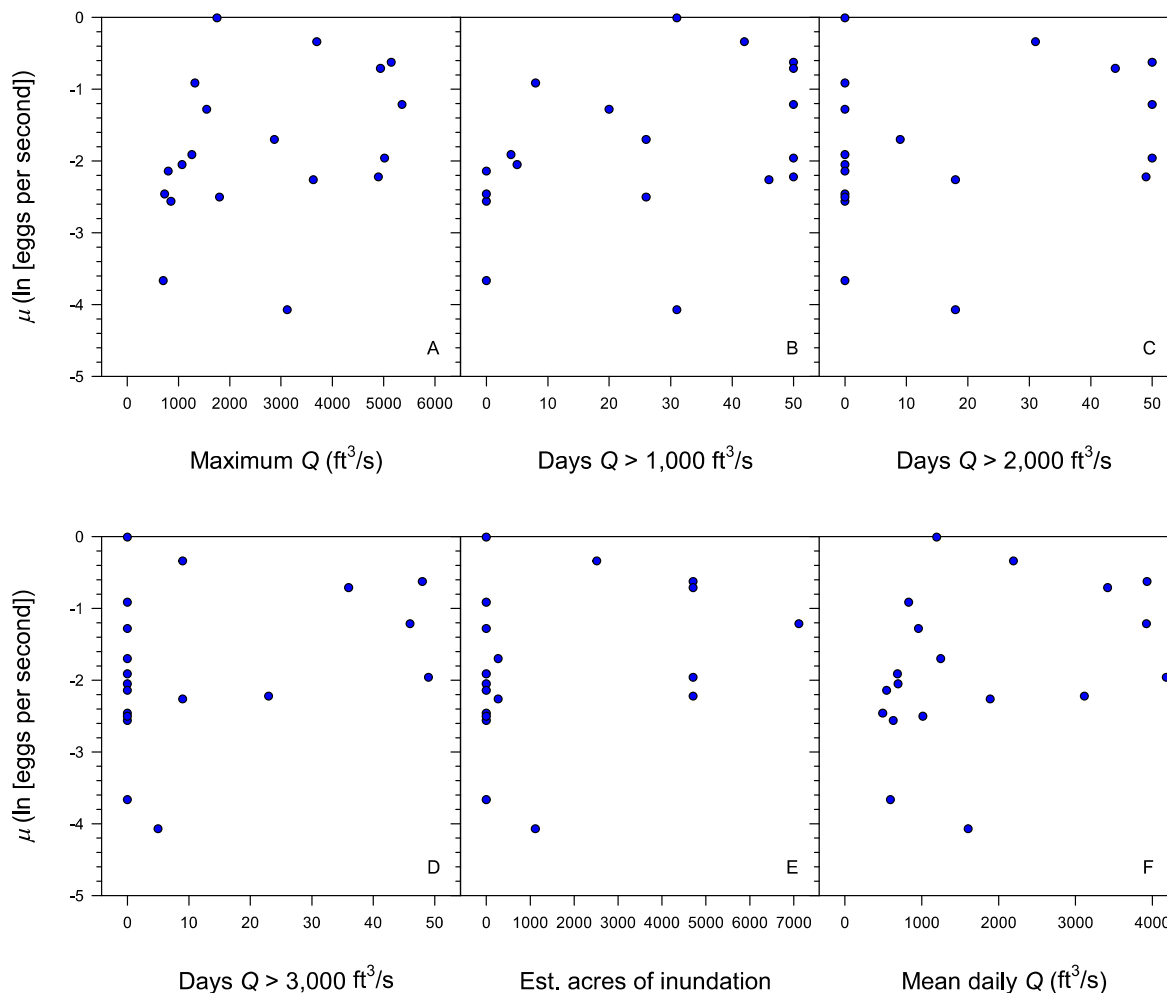 0
-1
-2
-3
-4
-5
μ (ln [eggs per second])
A
B
C
0 1000 2000 3000 4000 5000 6000
0 10 20 30 40 50
0 10 20 30 40 50
Maximum Q (ft³/s)
Days Q > 1,000 ft³/s
Days Q > 2,000 ft³/s
0
-1
-2
-3
-4
-5
μ (ln [eggs per second])
D
E
F
0 10 20 30 40 50
0 1000 2000 3000 4000 5000 6000 7000
0 1000 2000 3000 4000
Days Q > 3,000 ft³/s
Est. acres of inundation
Mean daily Q (ft³/s)